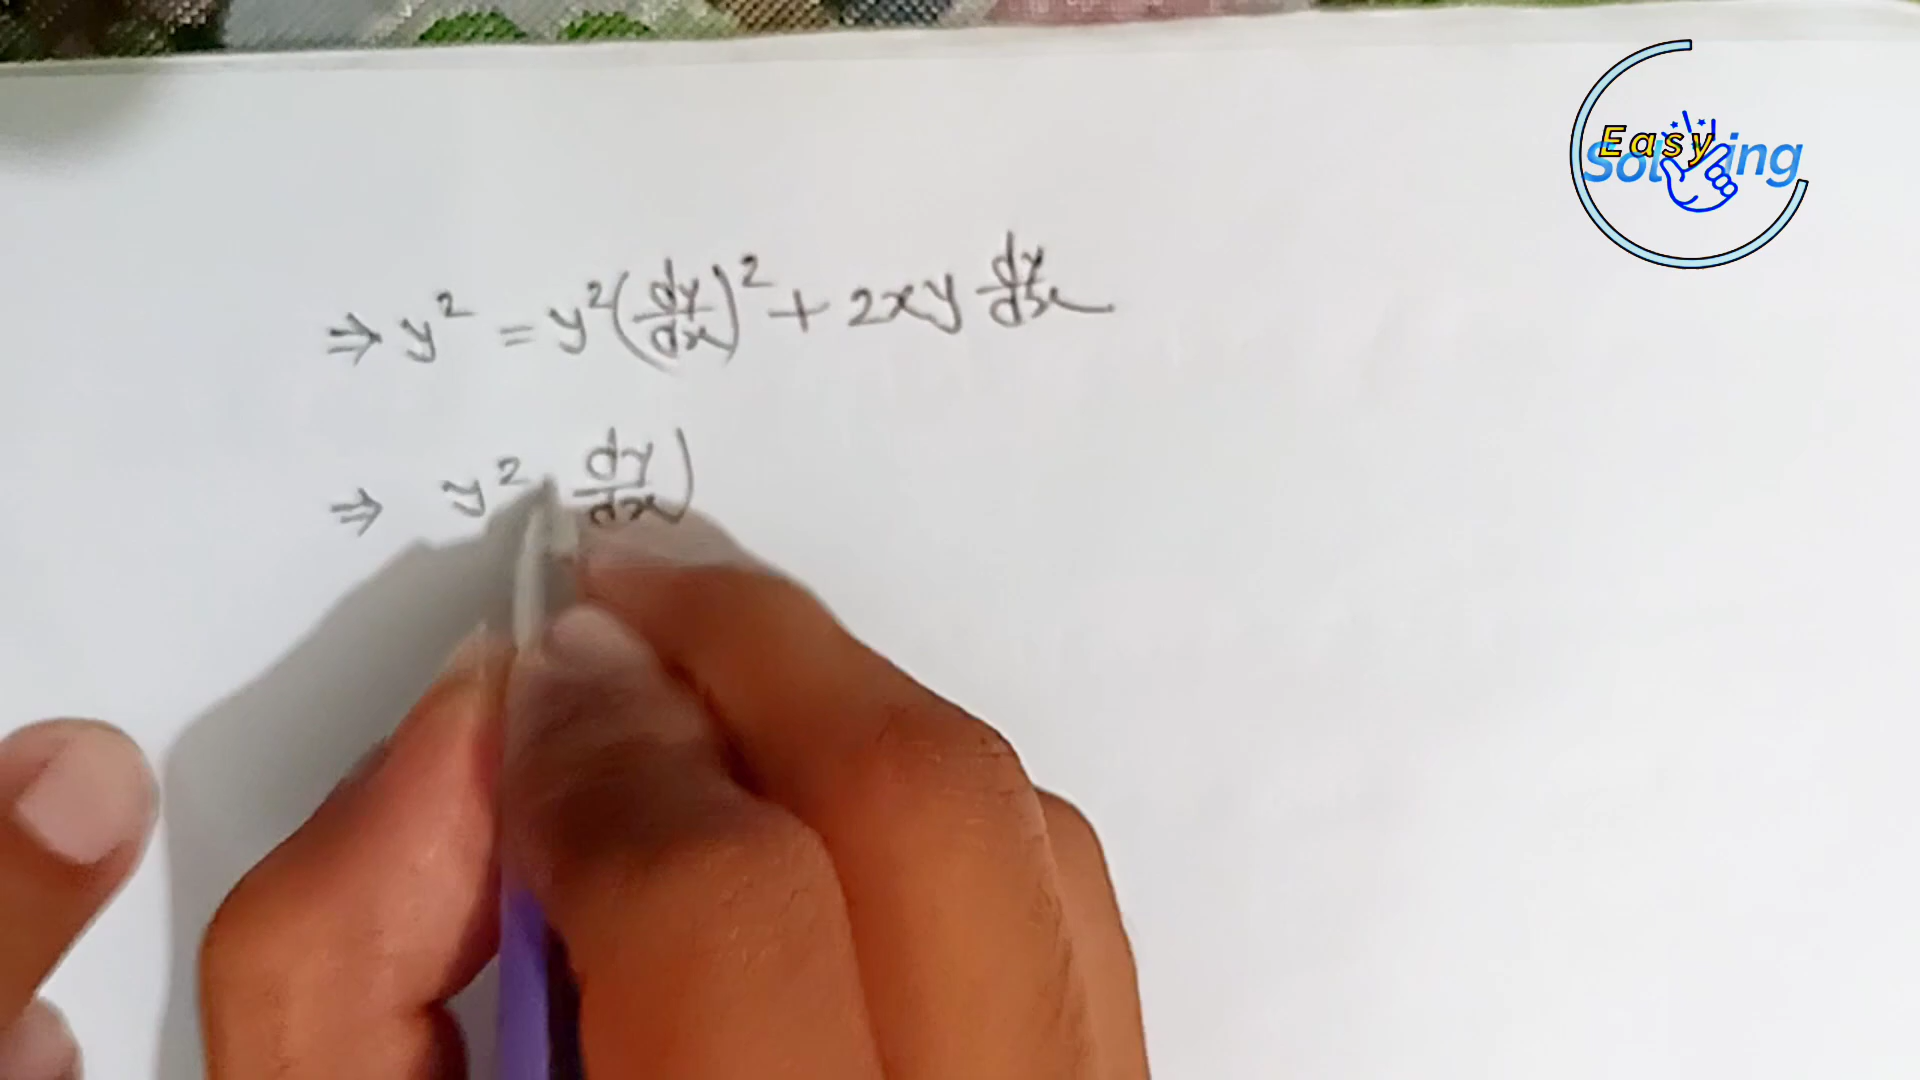 Easy
Solving
⇒ y² = y² (dy/dx)² + 2xy dy/dx
⇒ y² dy/dx)